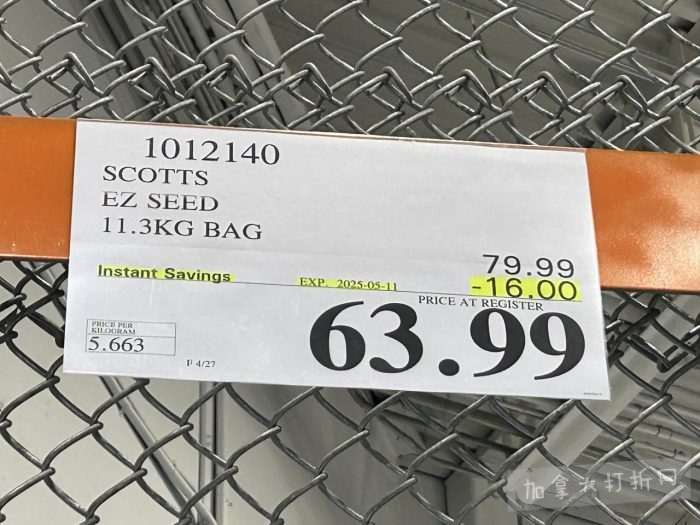 1012140
SCOTTS
EZ SEED
11.3KG BAG
79.99
Instant Savings EXP. 2025-05-11 -16.00
PRICE AT REGISTER
63.99
PRICE PER
KILOGRAM
5.663
P 4/27
加拿大打折网